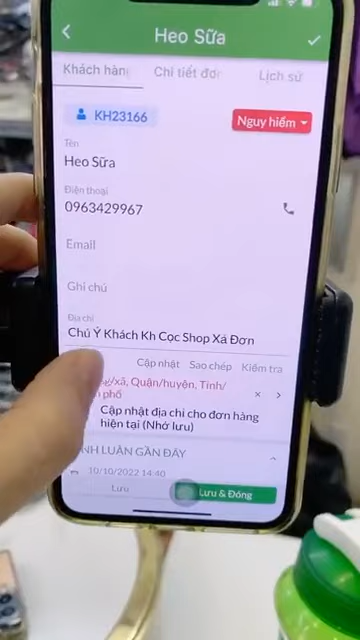 Heo Sữa
Khách hàn
Chi tiết đơ
Lịch sử
KH23166
Nguy hiểm
Tên
Heo Sữa
Điện thoại
0963429967
Email
Ghi chú
Địa chỉ
Chú Ý Khách Kh Cọc Shop Xả Đơn
Cập nhật Sao chép Kiểm tra
g/xã, Quận/huyện, Tỉnh/
phố
Cập nhật địa chỉ cho đơn hàng
hiện tại (Nhớ lưu)
NH LUẬN GẦN ĐÂY
10/10/2022 14:40
Lưu
Lưu & Đóng